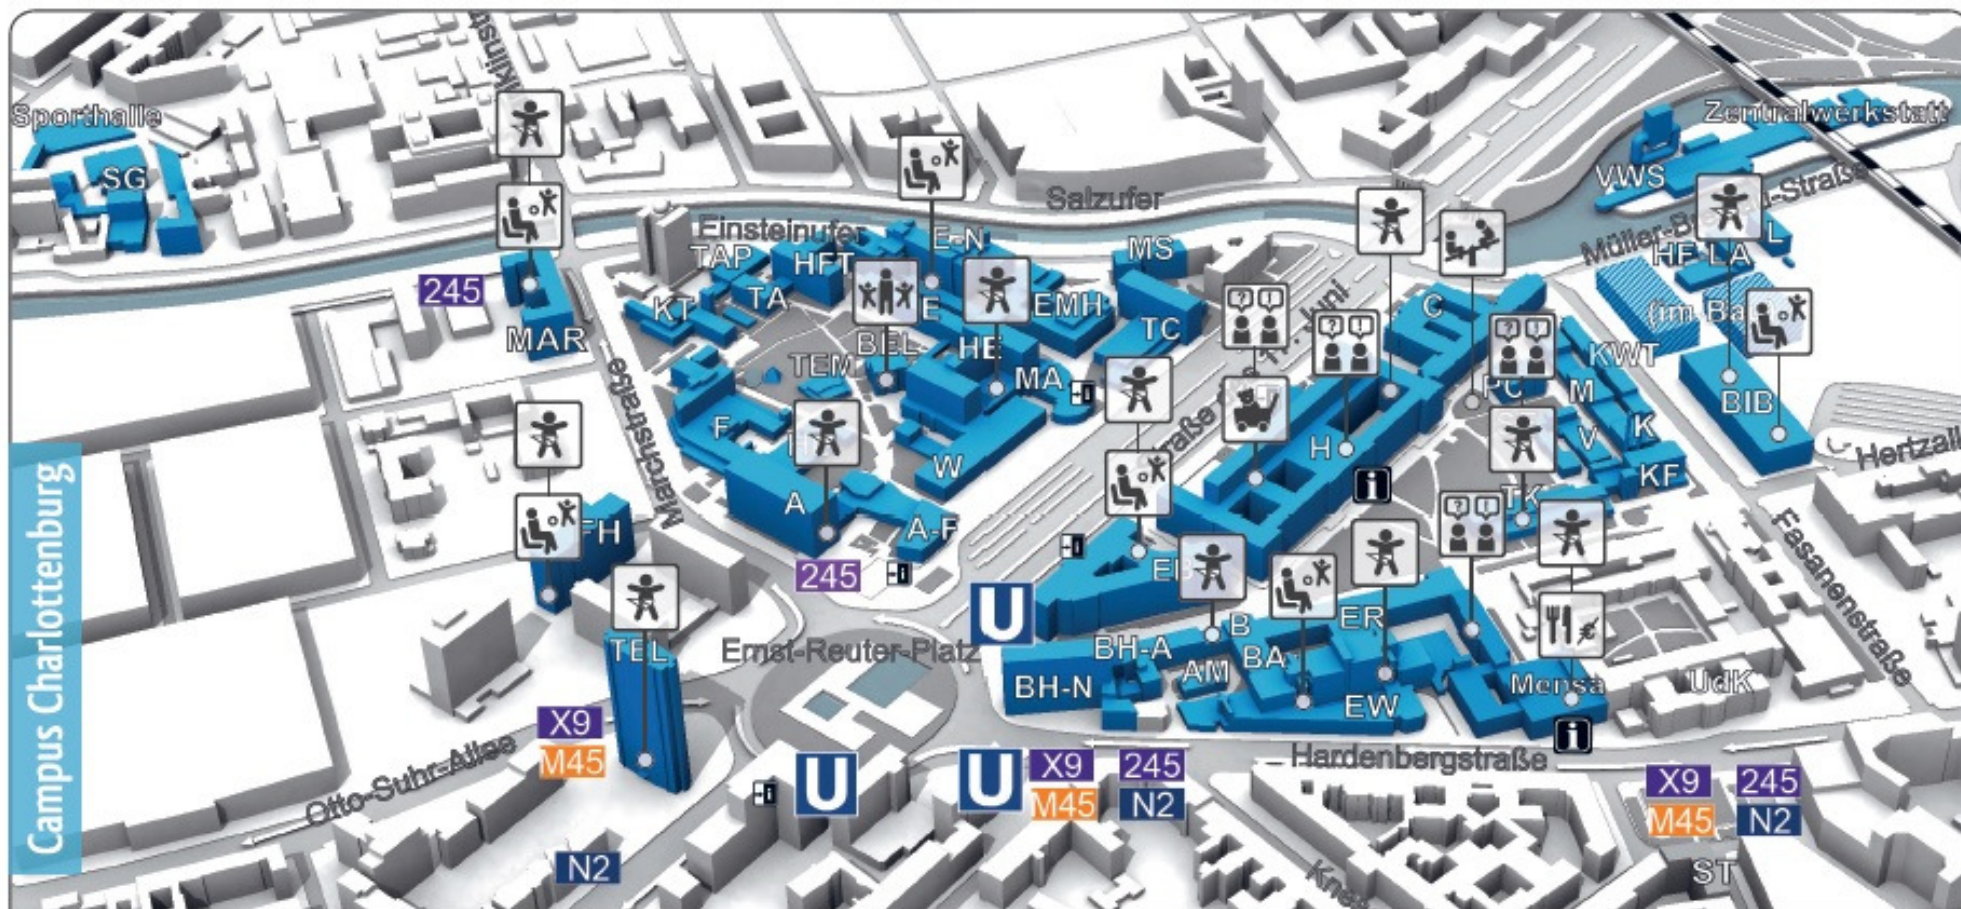 Campus Charlottenburg
Sporthalle
SG
Salzufer
Zentralwerkstatt
VWS
Einsteinufer
E-N
MS
TAP
HFT
HF
LA
L
245
KT
TA
E
EMH
TC
C
(im Bau)
MAR
Marchstraße
TEM
BEL
HE
MA
KWT
M
PC
BIB
F
W
H
V
K
KF
Hertzall
A
A-F
TK
FH
245
U
Fasanenstraße
TEL
Ernst-Reuter-Platz
BH-A
B
BA
ER
AM
BH-N
EW
Mensa
UdK
X9
M45
Otto-Suhr-Allee
U
U
X9
245
M45
N2
Hardenbergstraße
X9
245
M45
N2
N2
ST